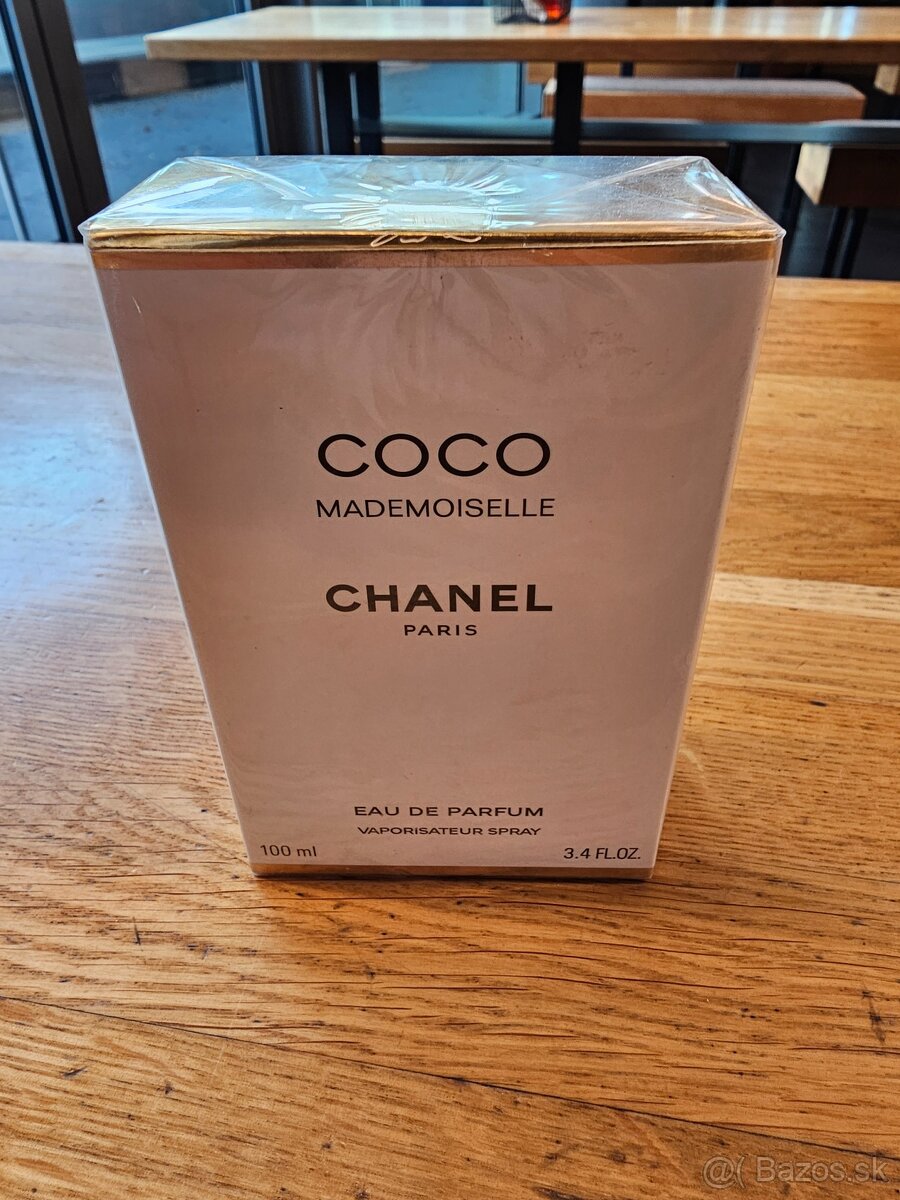 COCO
MADEMOISELLE
CHANEL
PARIS
EAU DE PARFUM
VAPORISATEUR SPRAY
100 ml
3.4 FL.OZ.
@( Bazos.sk